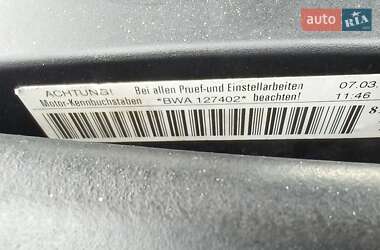 auto RIA
ACHTUNG! Bei allen Pruef-und Einstellarbeiten 07.03.
Motor-Kennbuchstaben *BWA 127402* beachten! 11:46